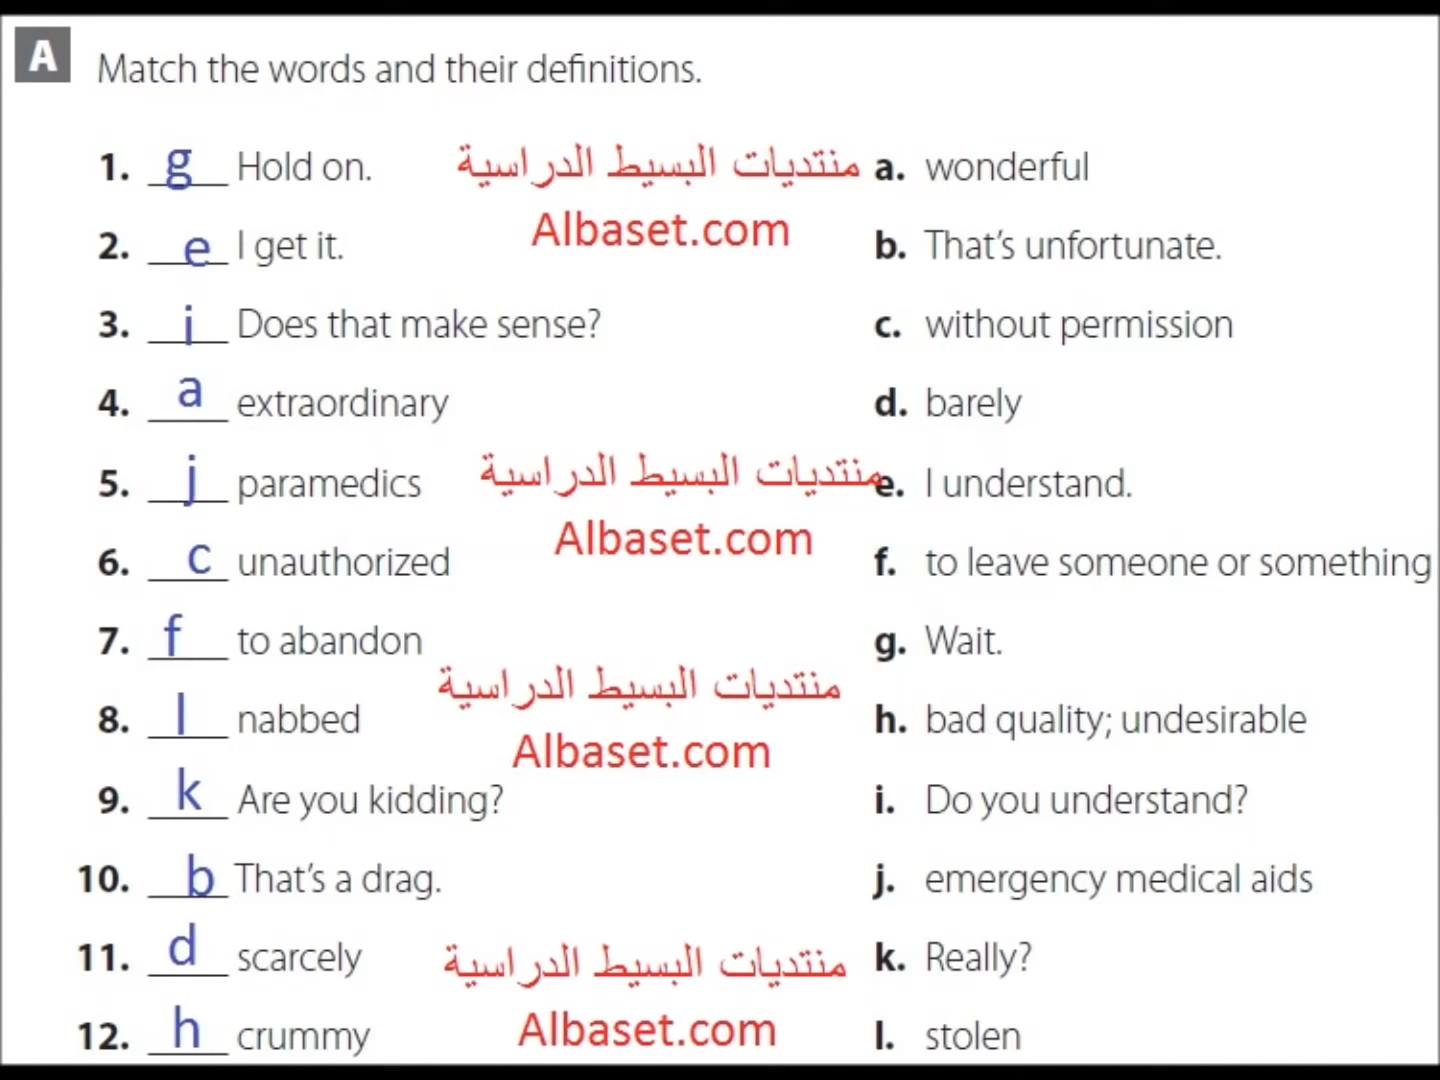 A Match the words and their definitions.
1. g Hold on. منتديات البسيط الدراسية a. wonderful
Albaset.com
2. e I get it. b. That's unfortunate.
3. i Does that make sense? c. without permission
4. a extraordinary d. barely
5. j paramedics منتديات البسيط الدراسية e. I understand.
Albaset.com
6. c unauthorized f. to leave someone or something
7. f to abandon g. Wait.
منتديات البسيط الدراسية
8. l nabbed h. bad quality; undesirable
Albaset.com
9. k Are you kidding? i. Do you understand?
10. b That's a drag. j. emergency medical aids
11. d scarcely منتديات البسيط الدراسية k. Really?
Albaset.com
12. h crummy l. stolen